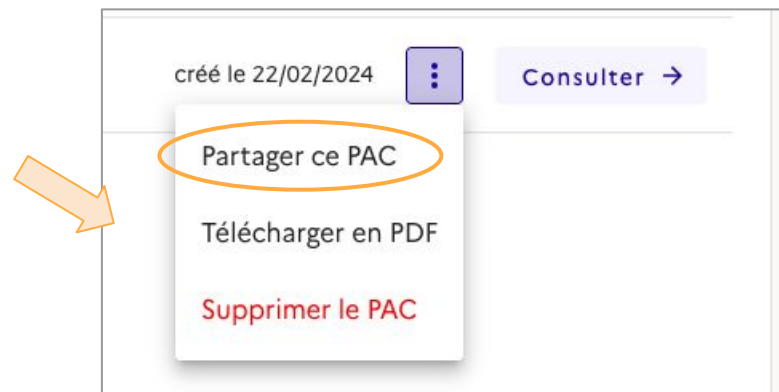 créé le 22/02/2024 Consulter →
Partager ce PAC
Télécharger en PDF
Supprimer le PAC